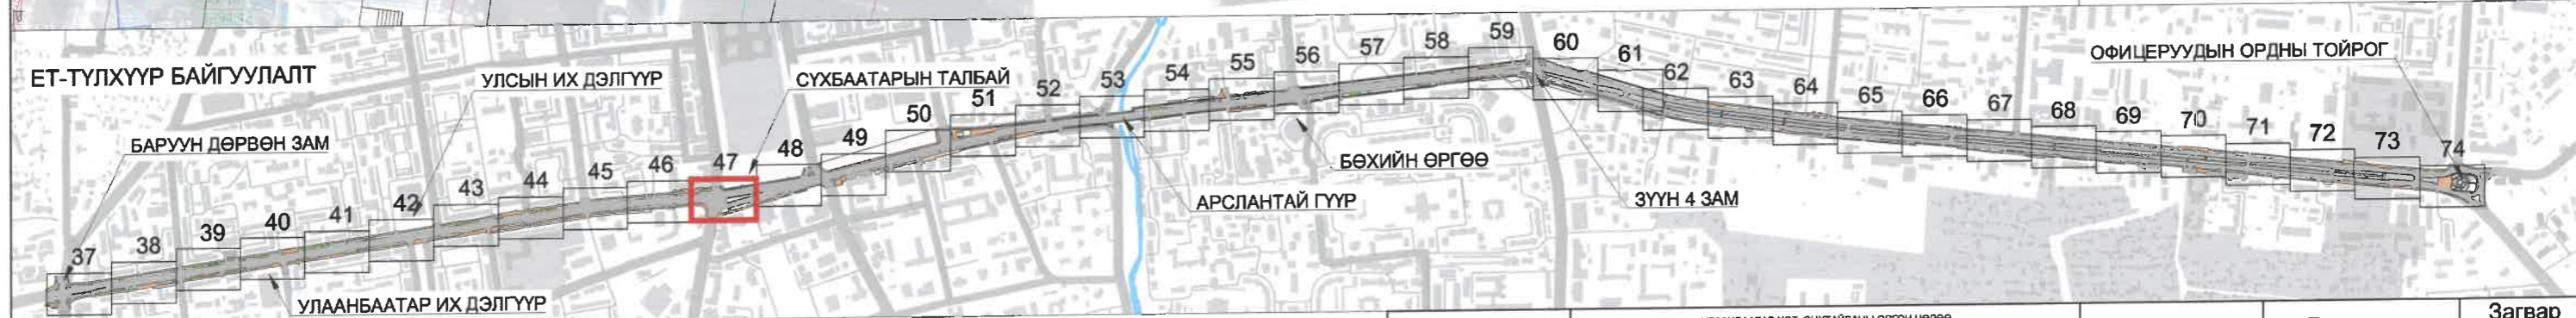 ЕТ-ТҮЛХҮҮР БАЙГУУЛАЛТ
БАРУУН ДӨРВӨН ЗАМ
УЛСЫН ИХ ДЭЛГҮҮР
СҮХБААТАРЫН ТАЛБАЙ
ОФИЦЕРУУДЫН ОРДНЫ ТОЙРОГ
37 38 39 40 41 42 43 44 45 46 47 48 49 50 51 52 53 54 55 56 57 58 59 60 61 62 63 64 65 66 67 68 69 70 71 72 73 74
БӨХИЙН ӨРГӨӨ
АРСЛАНТАЙ ГҮҮР
ЗҮҮН 4 ЗАМ
УЛААНБААТАР ИХ ДЭЛГҮҮР
Загвар